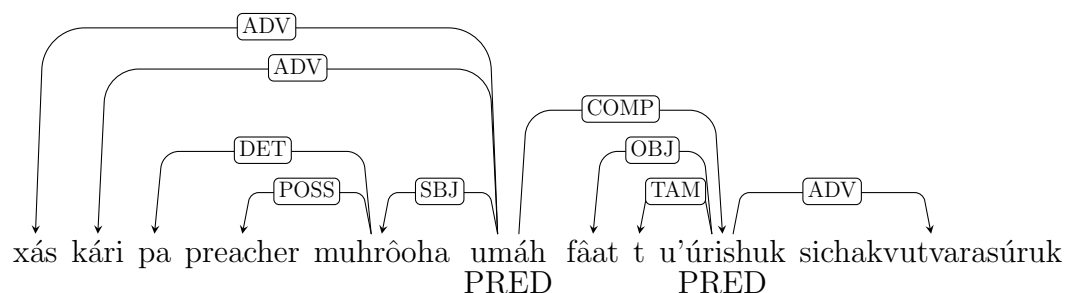 ADV
ADV
COMP
DET OBJ
POSS SBJ TAM ADV
xás kári pa preacher muhrôoha umáh fâat t u'úrishuk sichakvutvarasúruk
PRED PRED